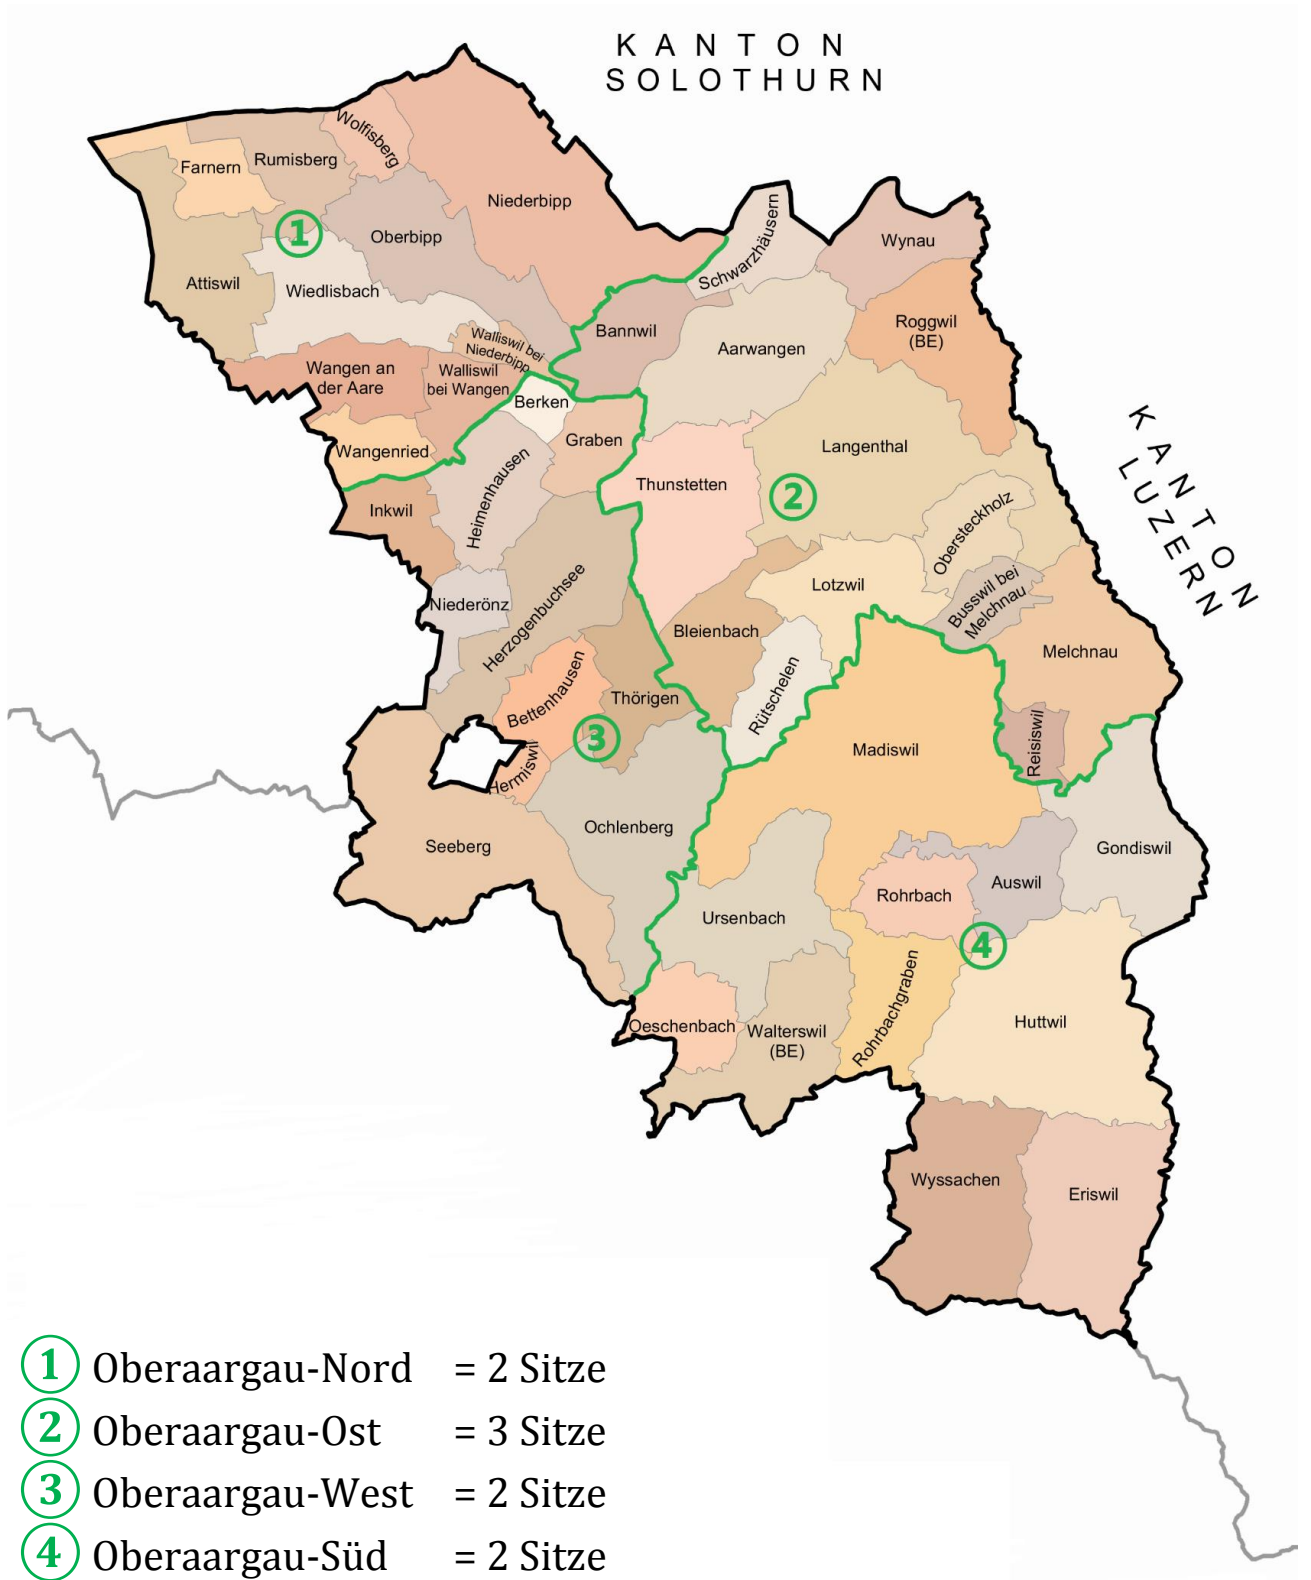 KANTON
SOLOTHURN
Wolfisberg
Rumisberg
Farnern
Niederbipp
Schwarzhäusern
Oberbipp
Wynau
①
Attiswil
Wiedlisbach
Bannwil
Aarwangen
Roggwil
(BE)
Walliswil bei
Niederbipp
Wangen an
der Aare
Walliswil
bei Wangen
Berken
Graben
Wangenried
Langenthal
KANTON
LUZERN
Heimenhausen
Thunstetten
②
Inkwil
Obersteckholz
Lotzwil
Busswil bei
Melchnau
Niederönz
Herzogenbuchsee
Bleienbach
Melchnau
Rütschelen
Bettenhausen
Thörigen
③
Madiswil
Reisiswil
Hermiswil
Ochlenberg
Seeberg
Gondiswil
Auswil
Rohrbach
Ursenbach
④
Rohrbachgraben
Oeschenbach
Walterswil
(BE)
Huttwil
Wyssachen
Eriswil
① Oberaargau-Nord = 2 Sitze
② Oberaargau-Ost = 3 Sitze
③ Oberaargau-West = 2 Sitze
④ Oberaargau-Süd = 2 Sitze